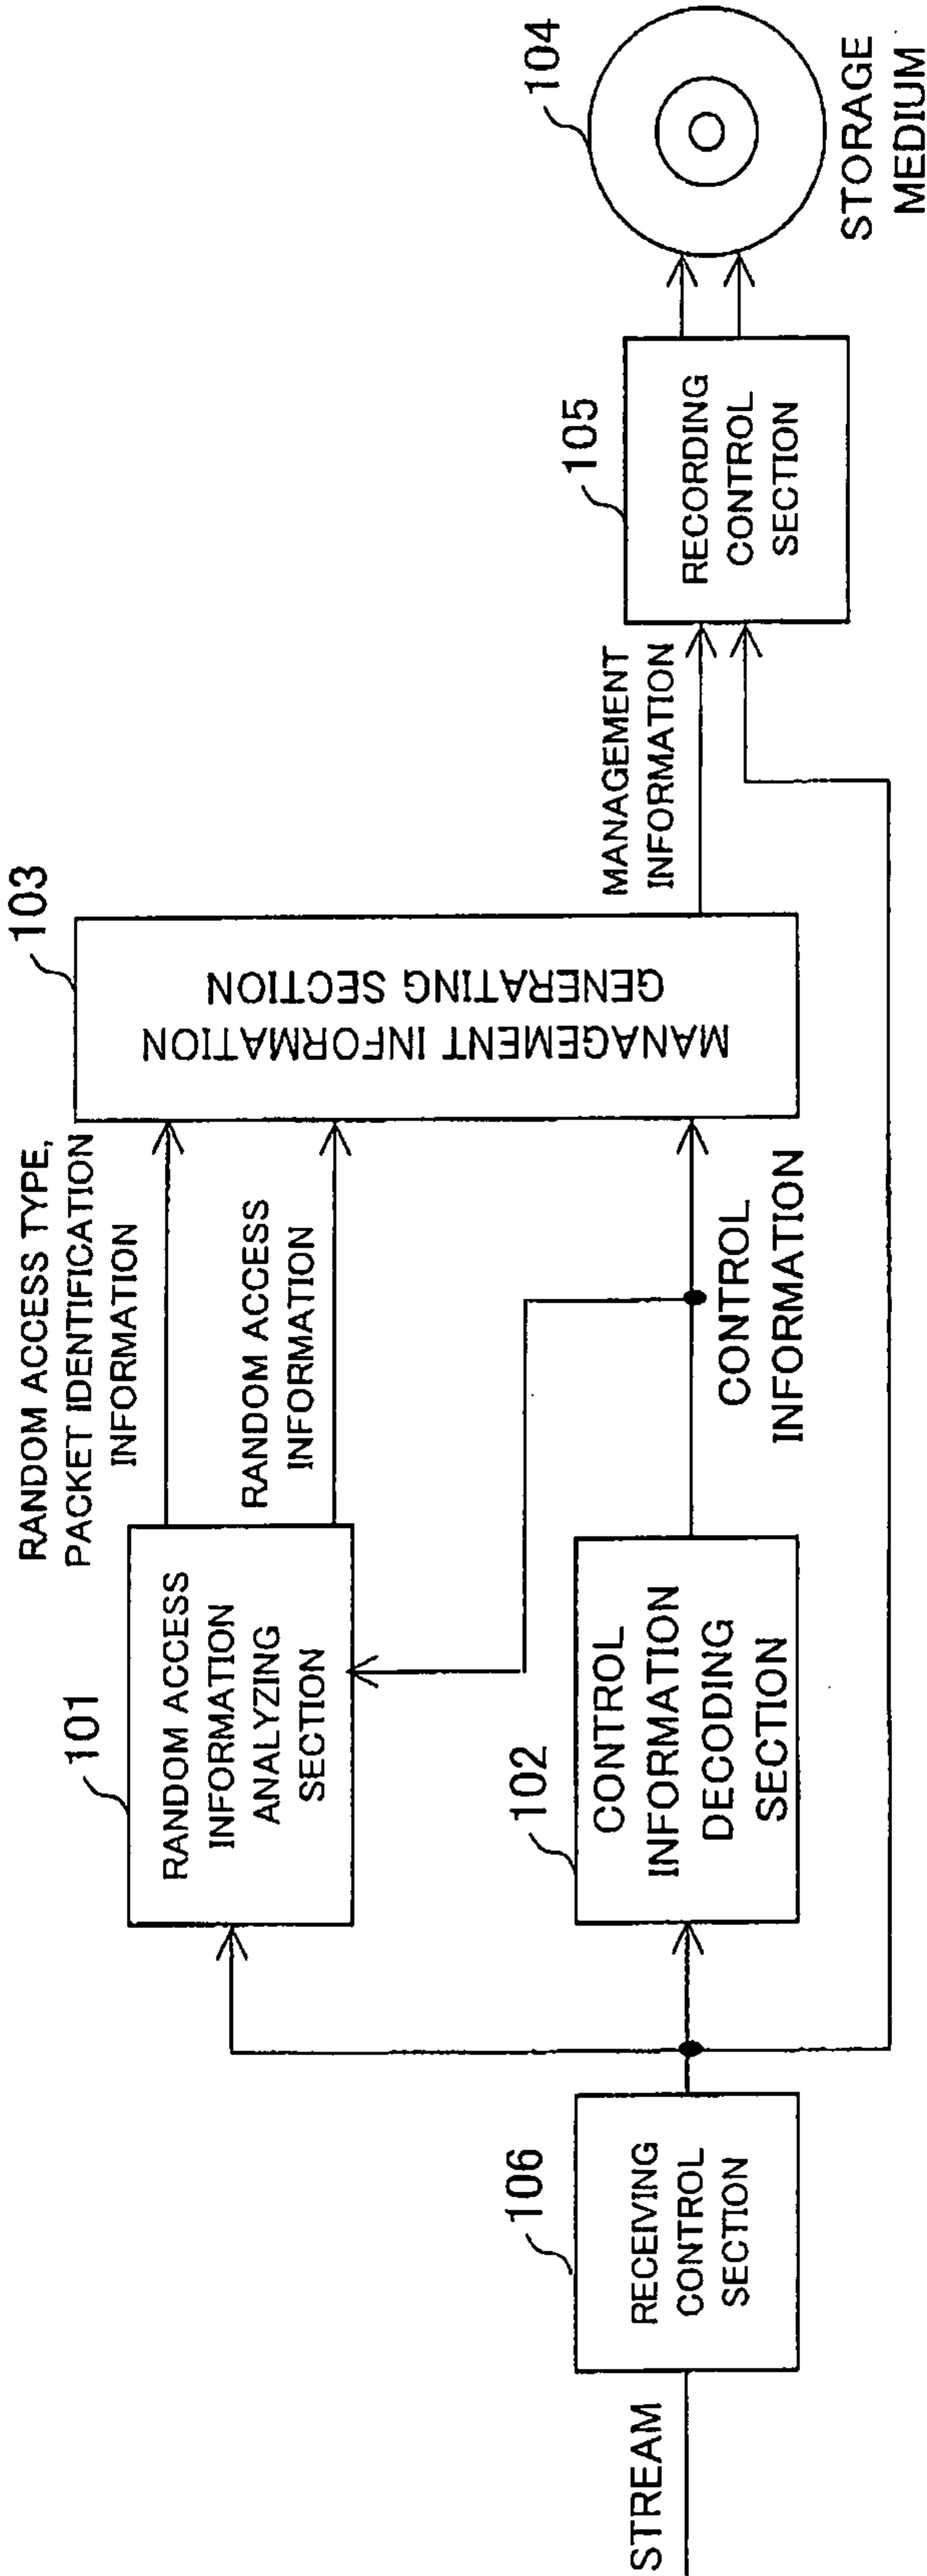 STREAM
106
RECEIVING
CONTROL
SECTION
101
RANDOM ACCESS
INFORMATION
ANALYZING
SECTION
102
CONTROL
INFORMATION
DECODING
SECTION
RANDOM ACCESS TYPE,
PACKET IDENTIFICATION
INFORMATION
RANDOM ACCESS
INFORMATION
CONTROL
INFORMATION
103
MANAGEMENT INFORMATION
GENERATING SECTION
MANAGEMENT
INFORMATION
105
RECORDING
CONTROL
SECTION
104
STORAGE
MEDIUM